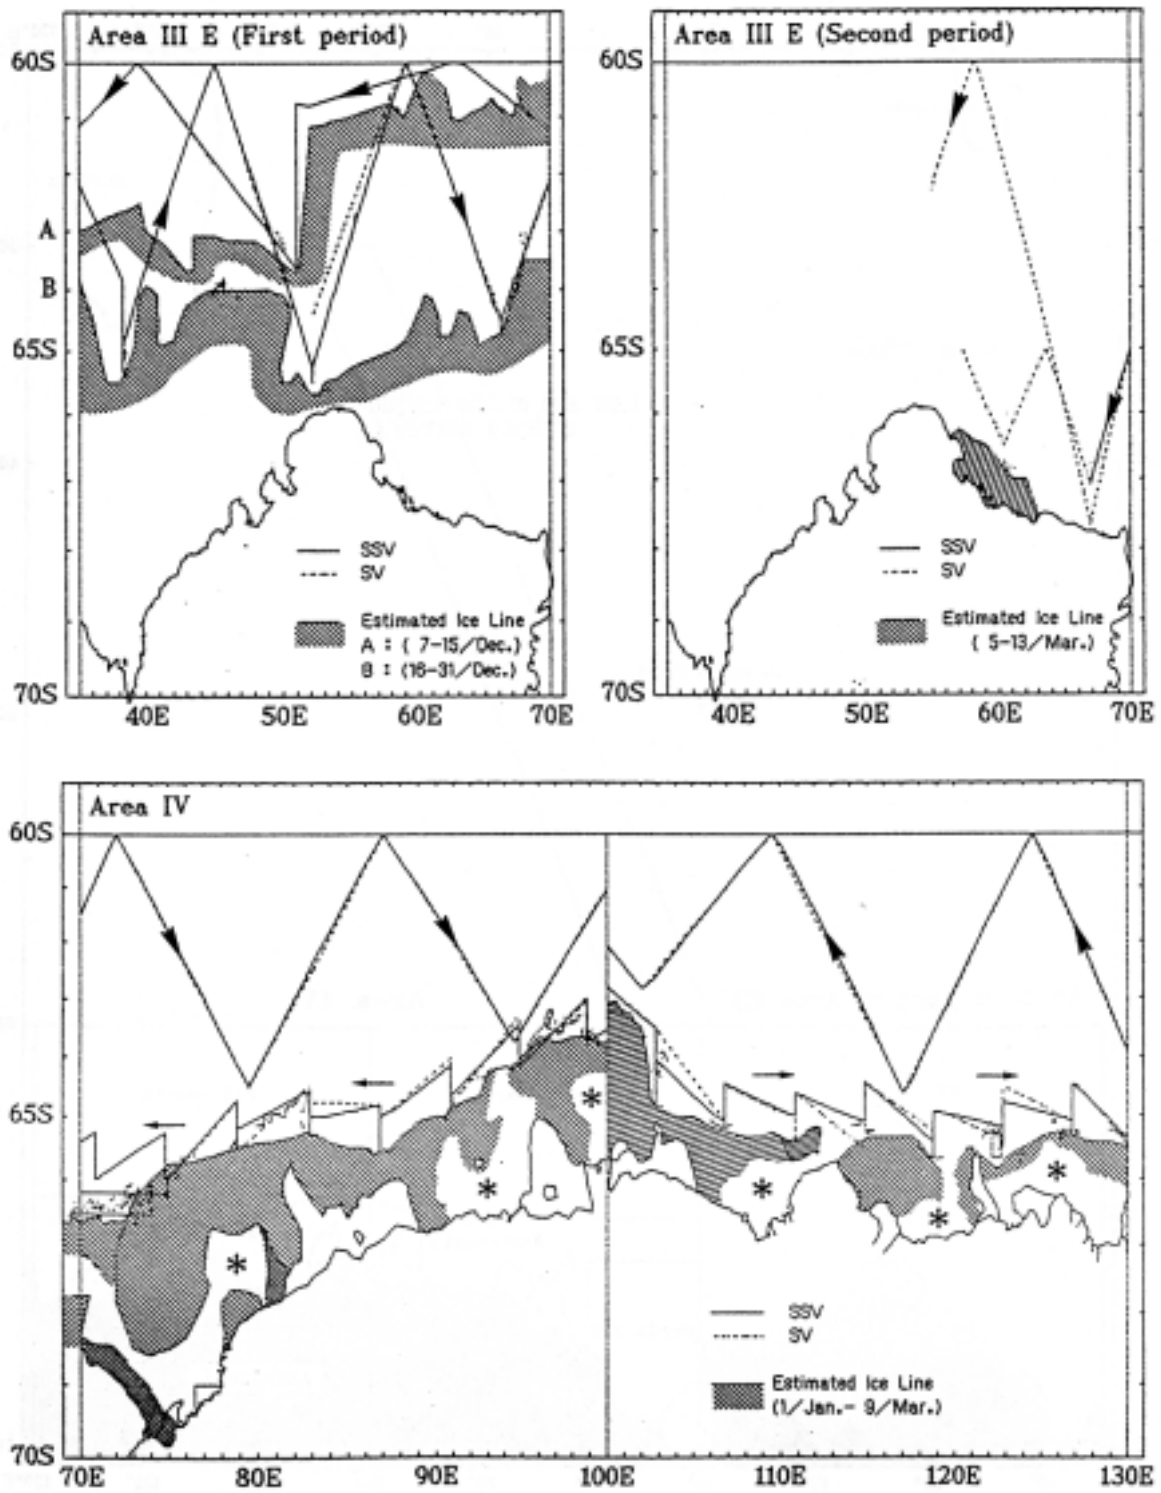 Area III E (First period)
60S
A
B
65S
SSV
SV
Estimated Ice Line
A : ( 7-15/Dec.)
B : (16-31/Dec.)
70S
40E 50E 60E 70E
Area III E (Second period)
60S
65S
SSV
SV
Estimated Ice Line
( 5-13/Mar.)
70S
40E 50E 60E 70E
Area IV
60S
65S
* * * * * *
SSV
SV
Estimated Ice Line
(1/Jan.- 9/Mar.)
70S
70E 80E 90E 100E 110E 120E 130E